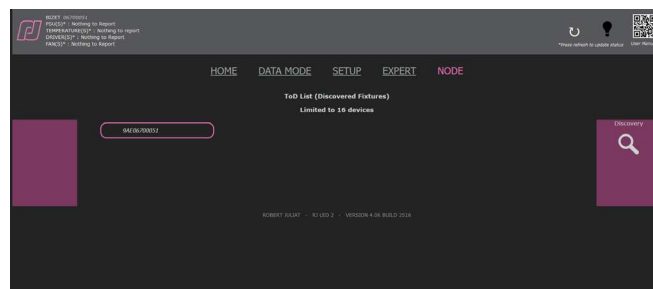 BIZET 06700053
PSU(S)* : Nothing to Report
TEMPERATURE(S)* : Nothing to report
DRIVER(S)* : Nothing to Report
FAN(S)* : Nothing to Report
*Press refresh to update status
User Manual
HOME DATA MODE SETUP EXPERT NODE
ToD List (Discovered Fixtures)
Limited to 16 devices
0AE06700053
Discovery
ROBERT JULIAT - RJ LED 2 - VERSION 4.06 BUILD 2516